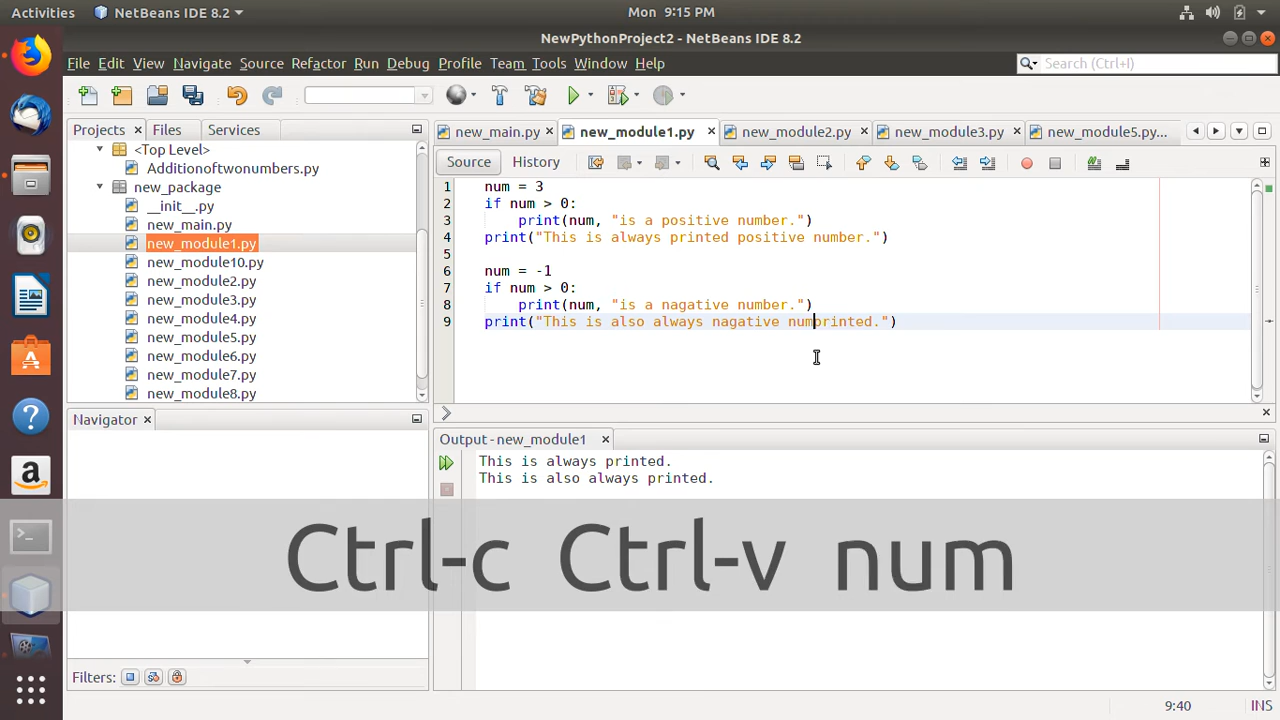 Activities NetBeans IDE 8.2 Mon 9:15 PM
NewPythonProject2 - NetBeans IDE 8.2
File Edit View Navigate Source Refactor Run Debug Profile Team Tools Window Help Search (Ctrl+I)
Projects Files Services
new_main.py new_module1.py new_module2.py new_module3.py new_module5.py...
Source History
<Top Level>
Additionoftwonumbers.py
new_package
__init__.py
new_main.py
new_module1.py
new_module10.py
new_module2.py
new_module3.py
new_module4.py
new_module5.py
new_module6.py
new_module7.py
new_module8.py
1 num = 3
2 if num > 0:
3 print(num, "is a positive number.")
4 print("This is always printed positive number.")
5
6 num = -1
7 if num > 0:
8 print(num, "is a nagative number.")
9 print("This is also always nagative numprinted.")
Navigator
Output - new_module1
This is always printed.
This is also always printed.
Ctrl-c Ctrl-v num
Filters:
9:40 INS